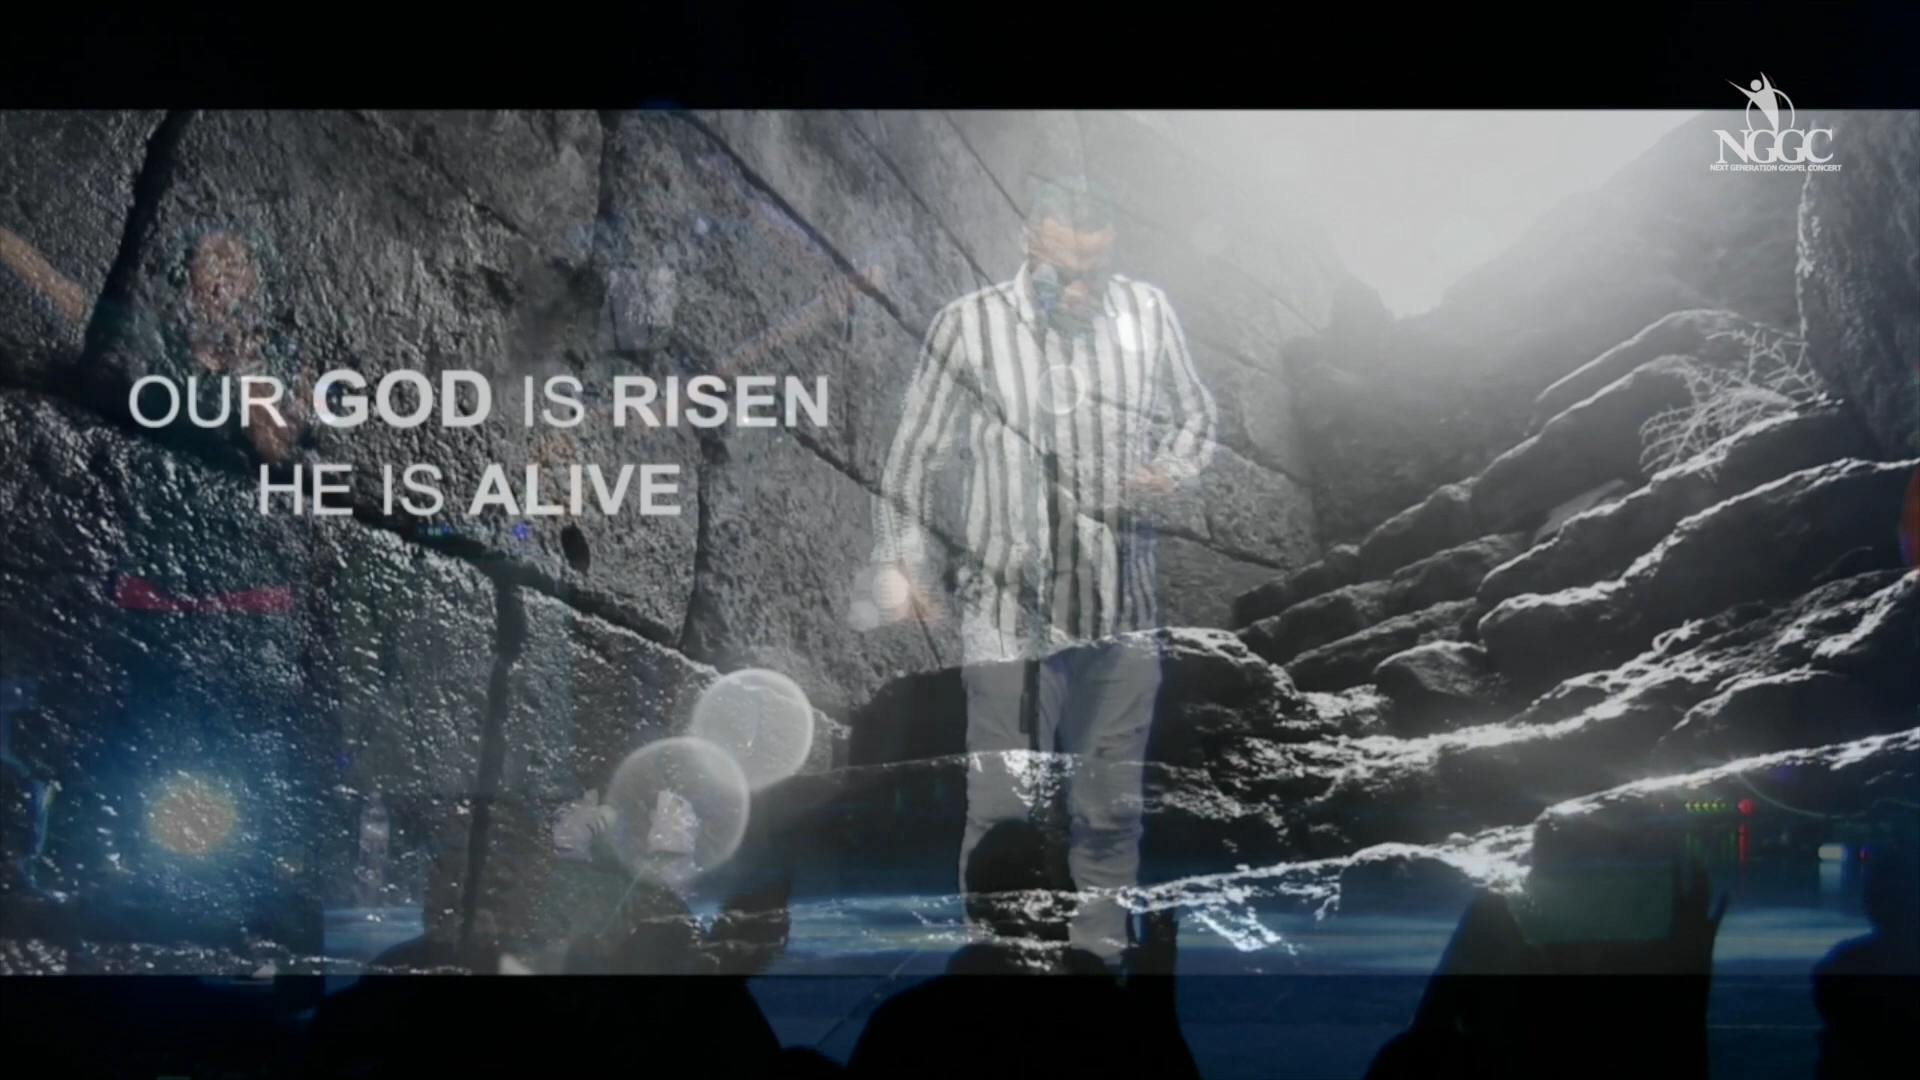 NGGC
NEXT GENERATION GOSPEL CONCERT
OUR GOD IS RISEN
HE IS ALIVE